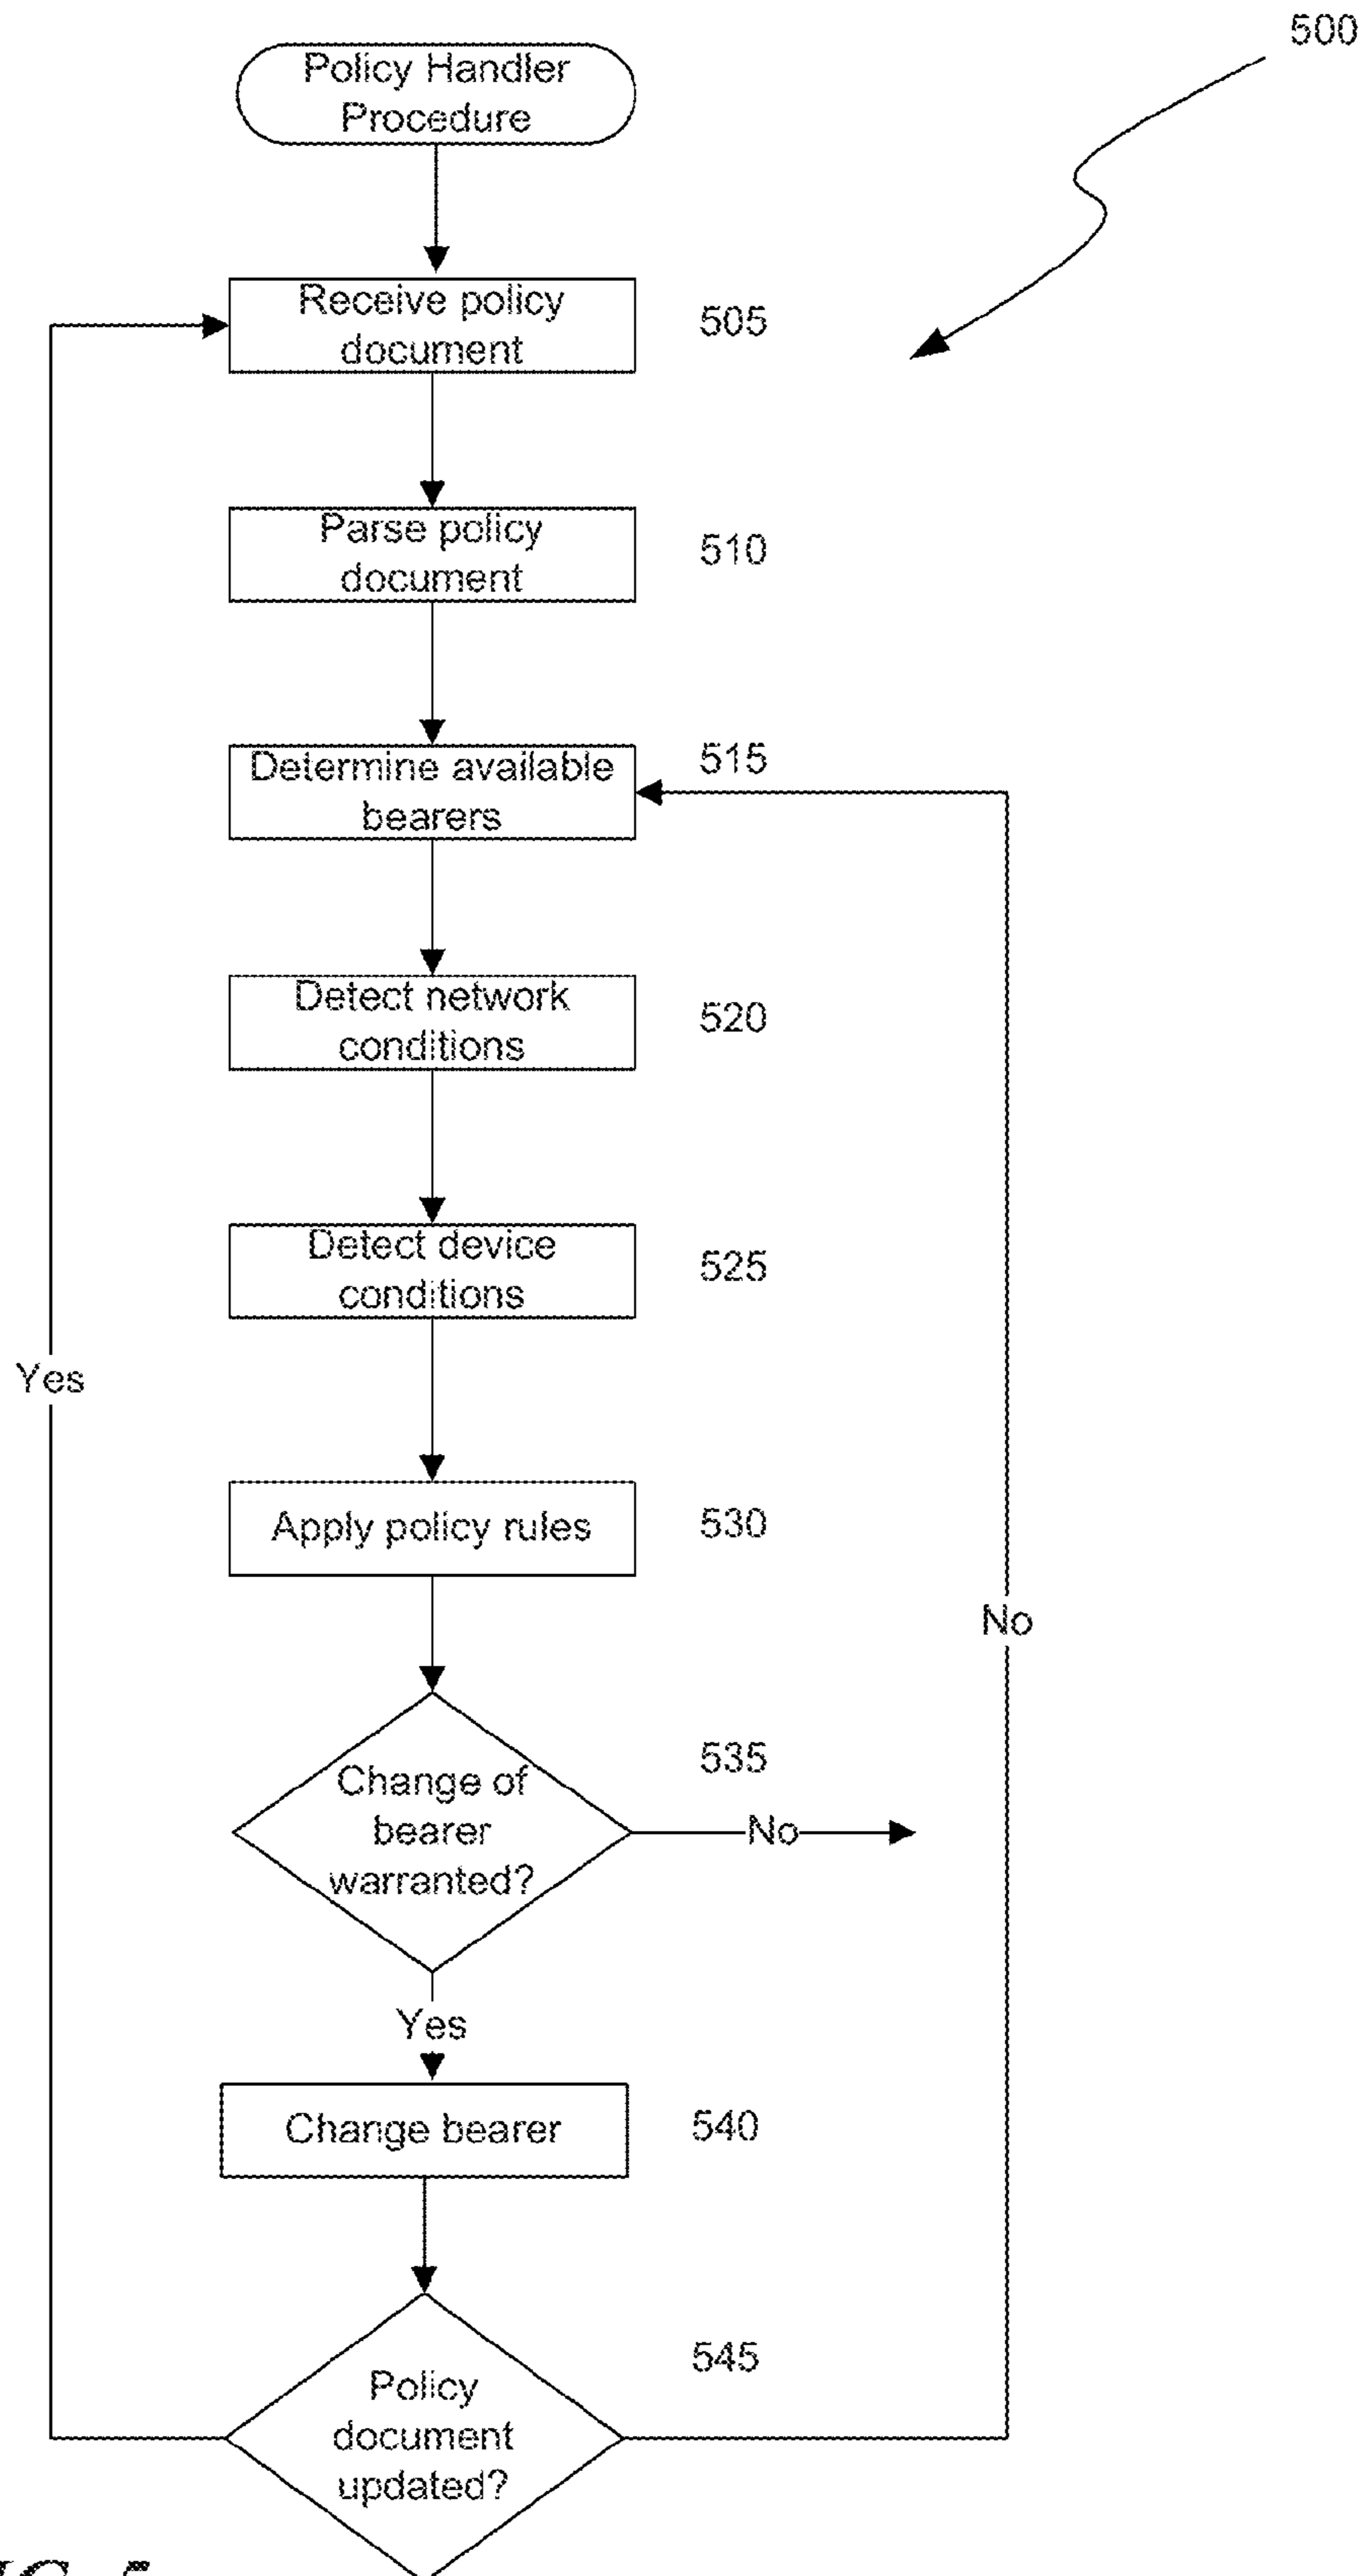 500
Policy Handler
Procedure
Receive policy
document
505
Parse policy
document
510
Determine available
bearers
515
Detect network
conditions
520
Detect device
conditions
525
Yes
Apply policy rules
530
No
Change of
bearer
warranted?
535
No
Yes
Change bearer
540
Policy
document
updated?
545